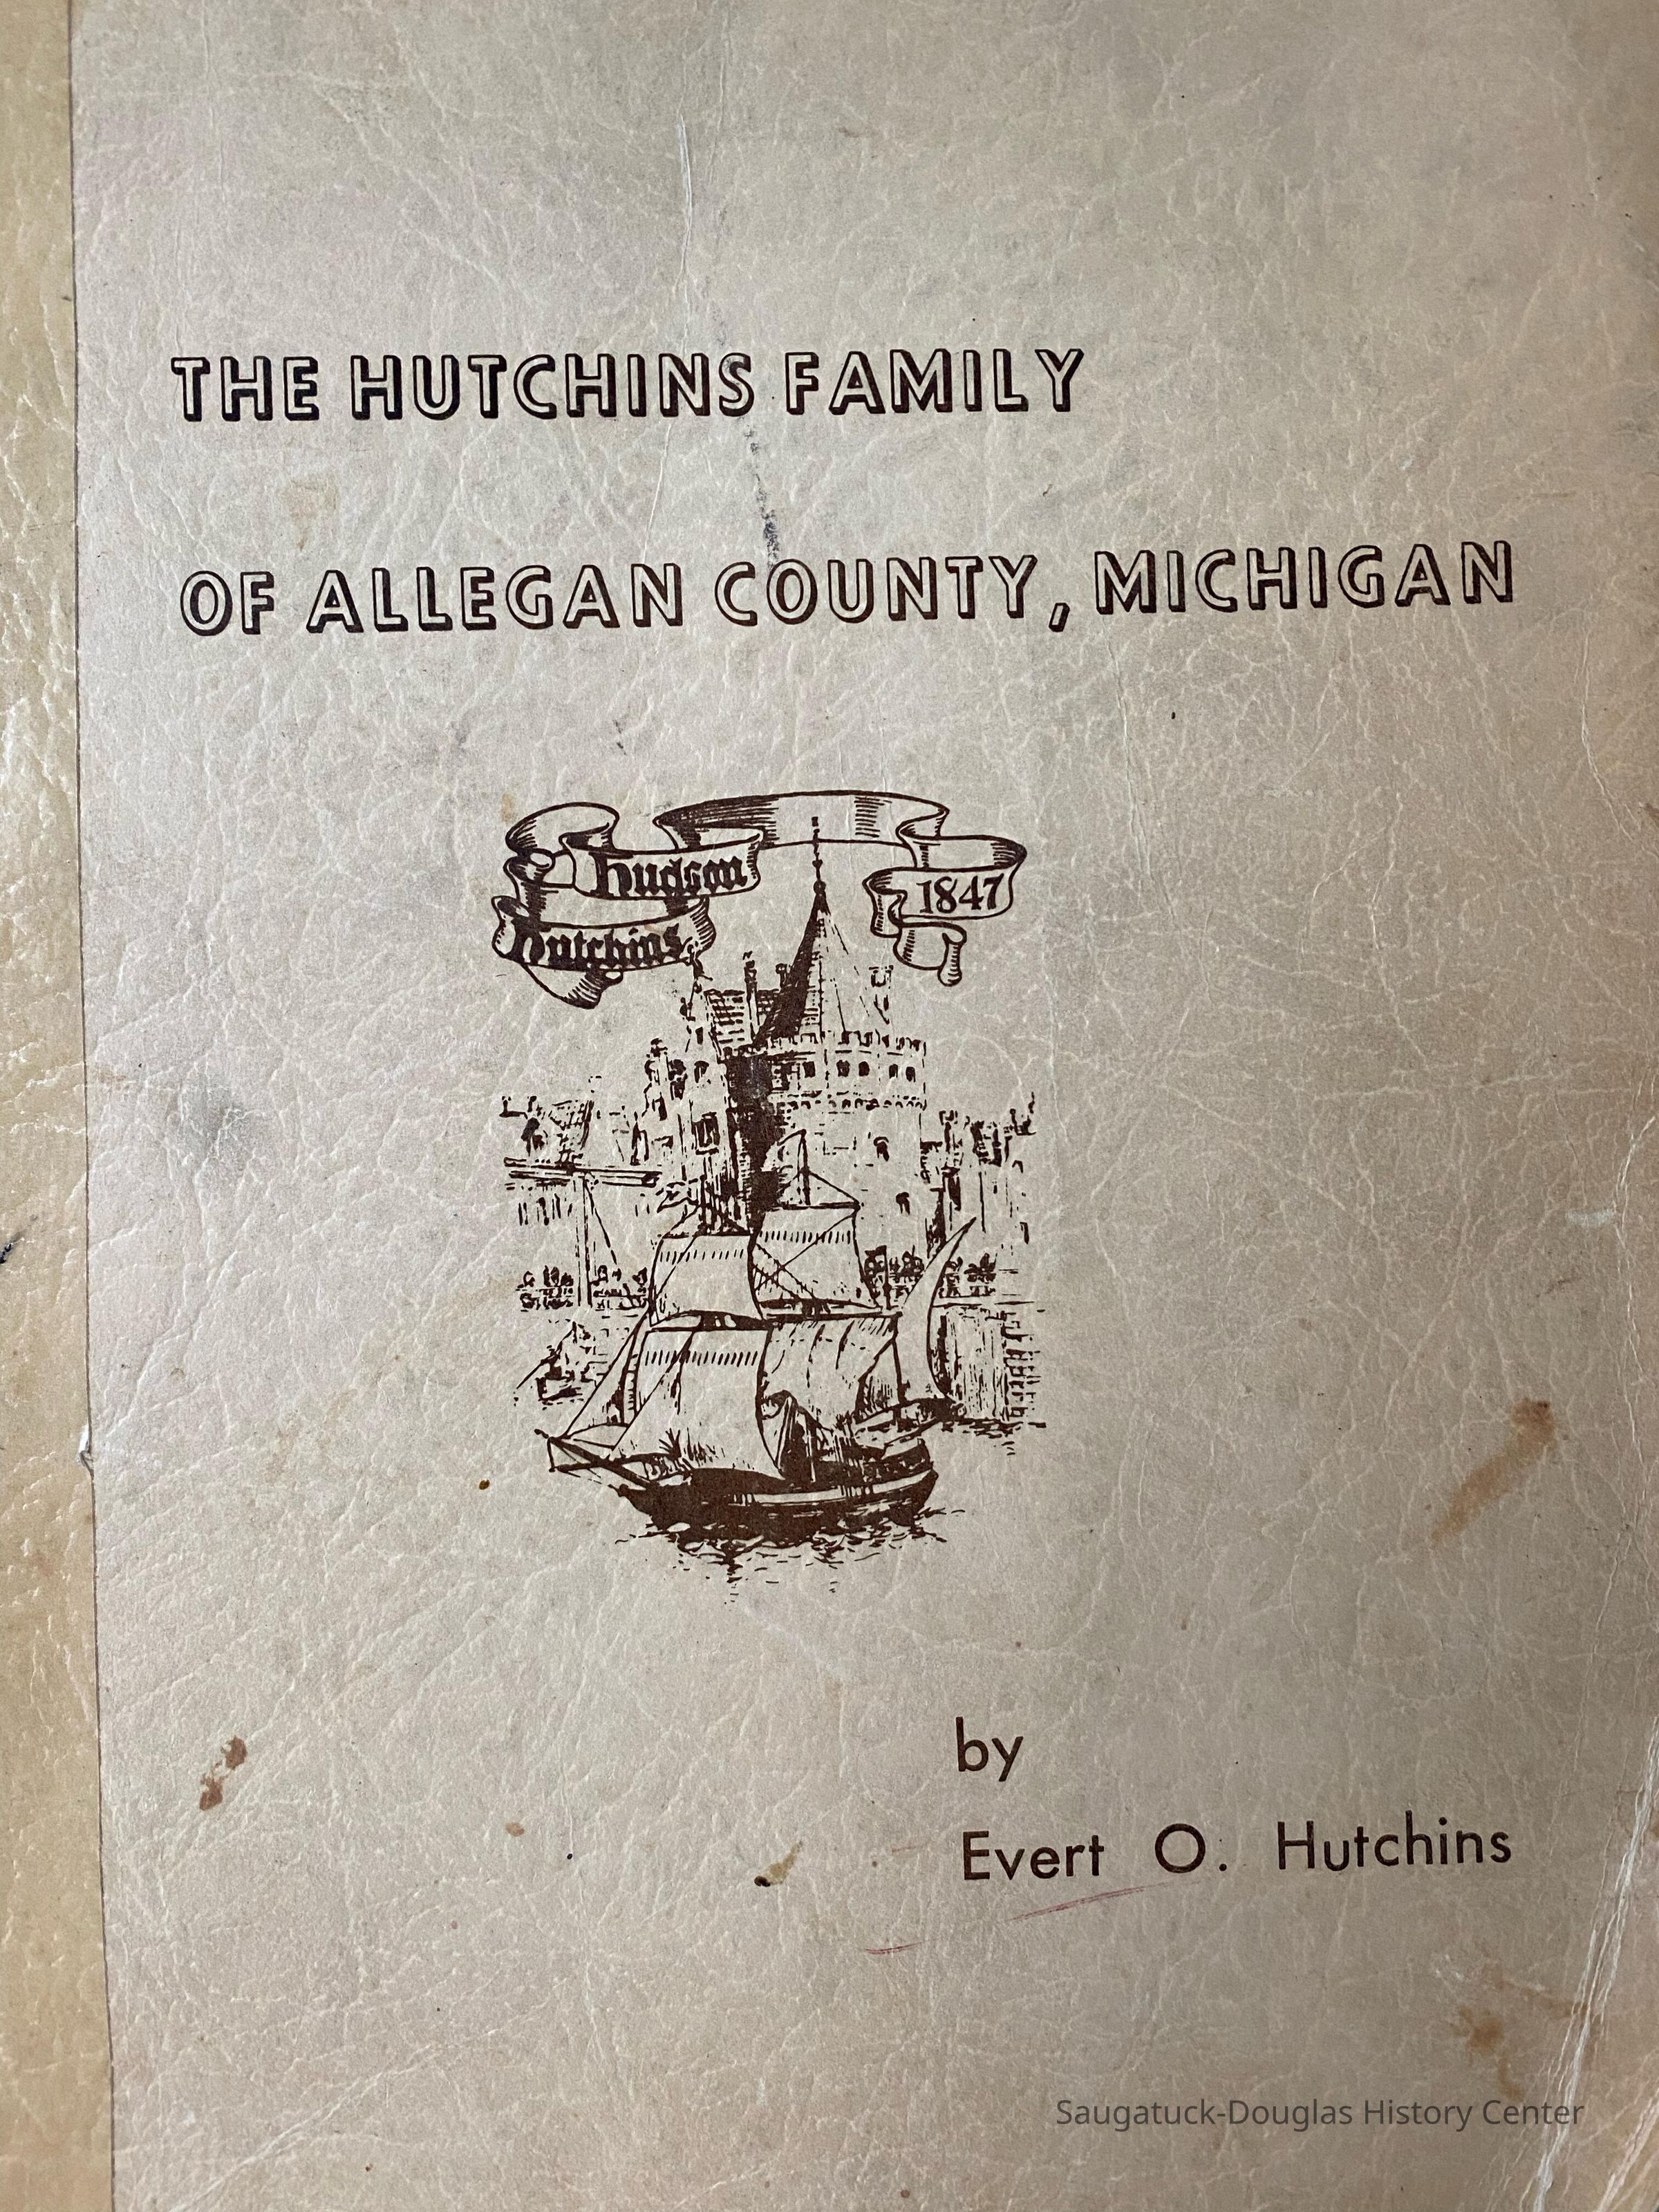 THE HUTCHINS FAMILY
OF ALLEGAN COUNTY, MICHIGAN
Hudson
Hutchins
1847
by
Evert O. Hutchins
Saugatuck-Douglas History Center